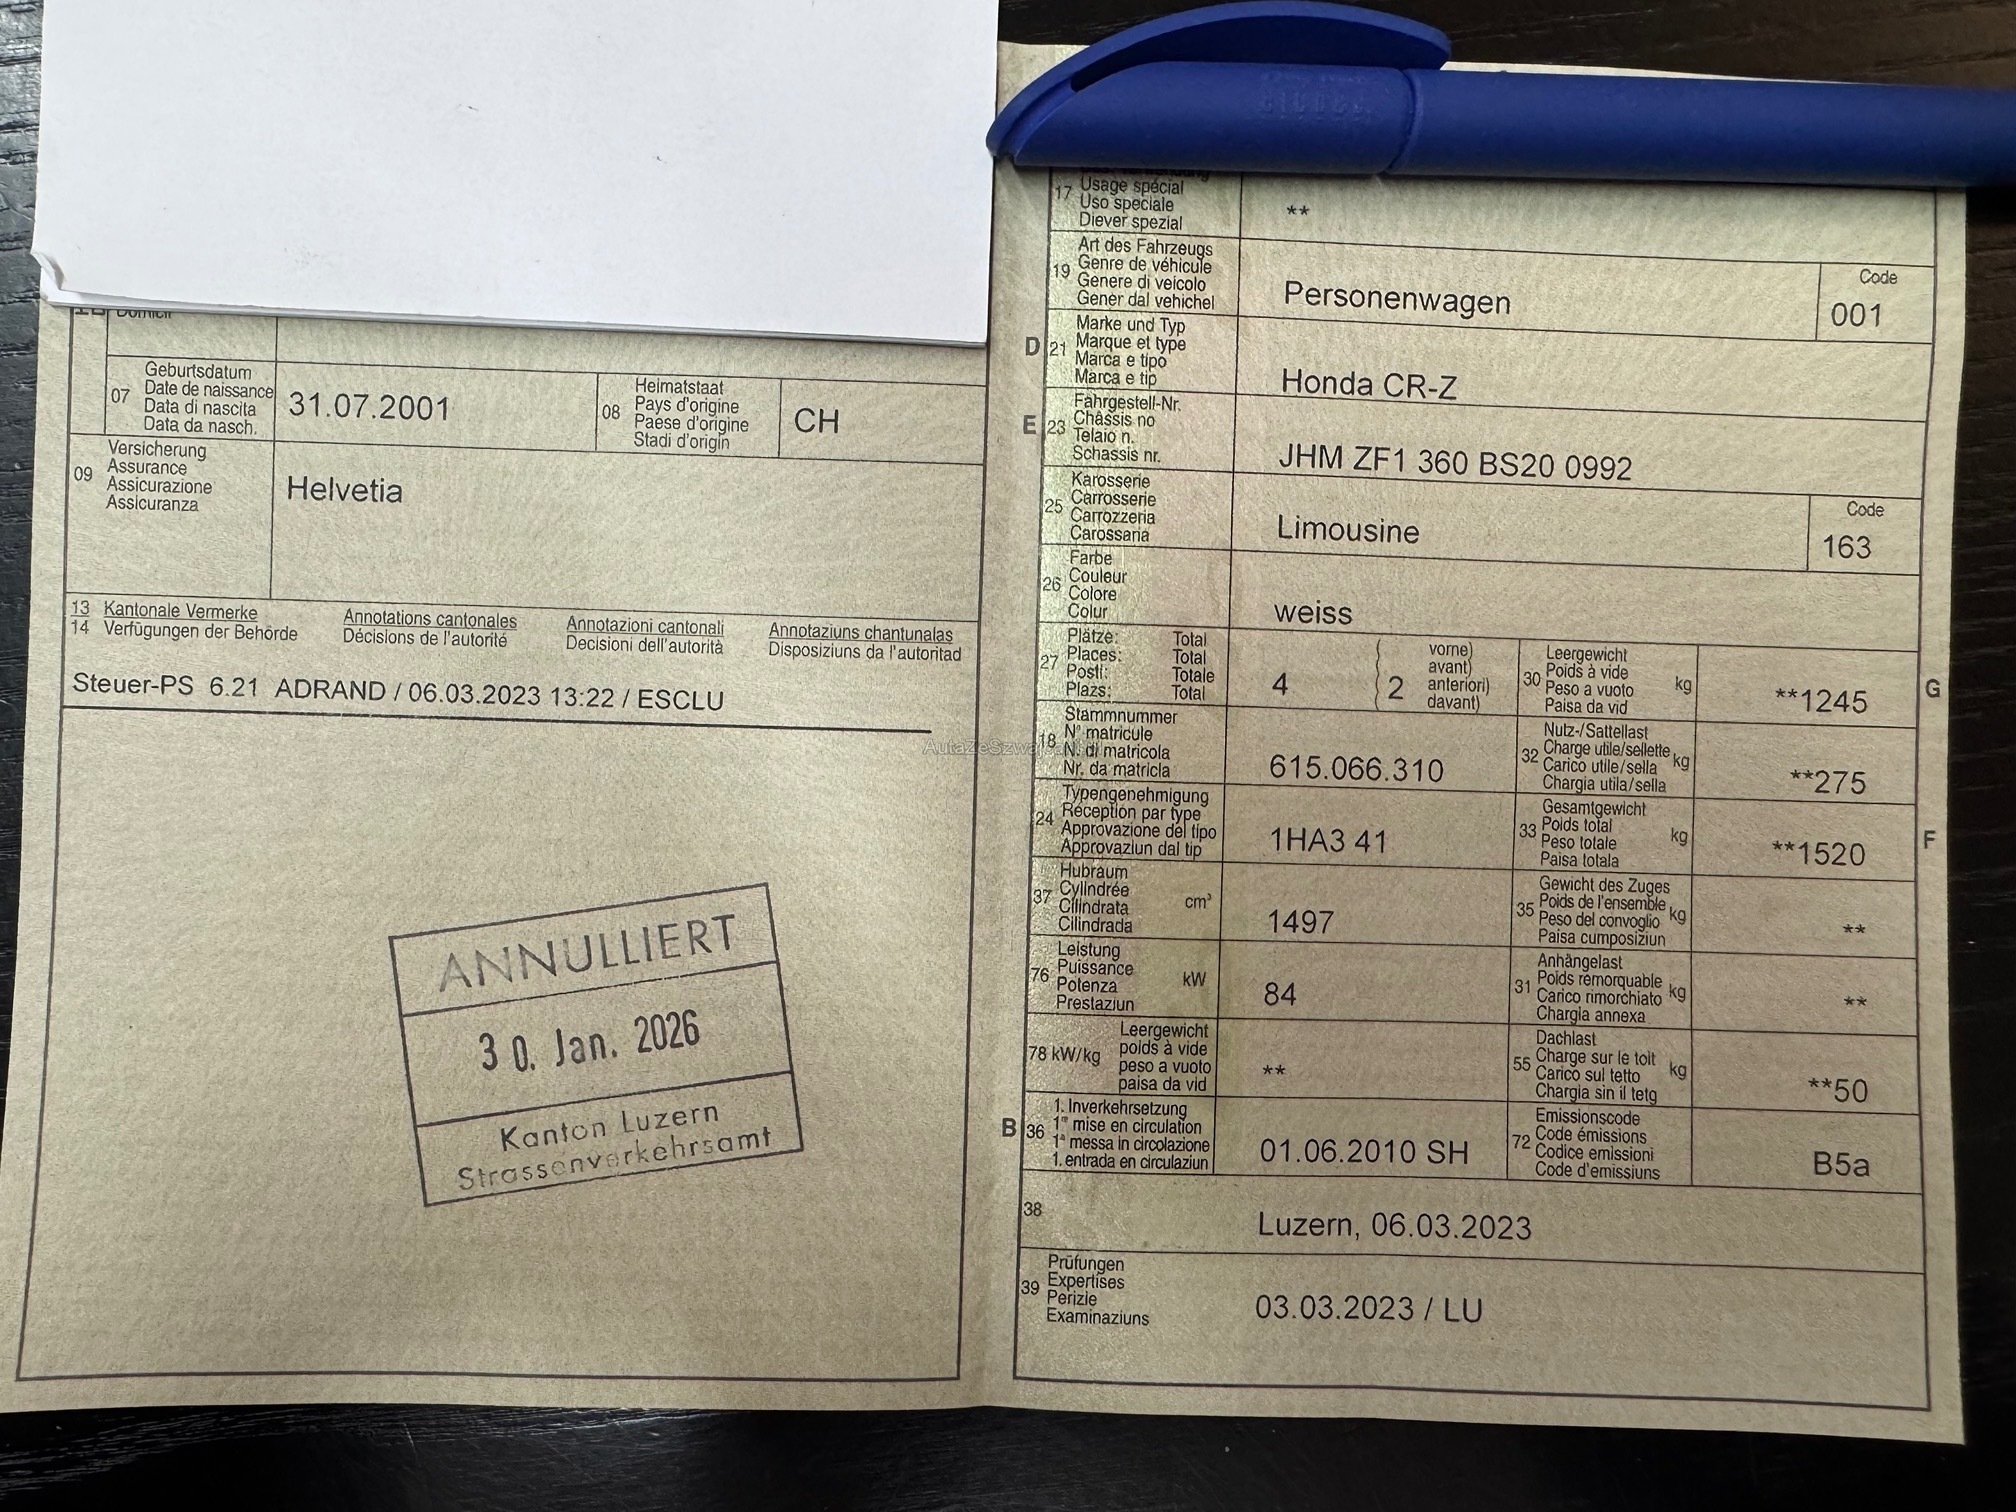 Geburtsdatum
07 Date de naissance 31.07.2001
Data di nascita
Data da nasch.
Heimatstaat
08 Pays d'origine CH
Paese d'origine
Stadi d'origin
Versicherung
09 Assurance Helvetia
Assicurazione
Assicuranza
13 Kantonale Vermerke Annotations cantonales Annotazioni cantonali Annotaziuns chantunalas
14 Verfügungen der Behörde Décisions de l'autorité Decisioni dell'autorità Disposiziuns da l'autoritad
Steuer-PS 6.21 ADRAND / 06.03.2023 13:22 / ESCLU
ANNULLIERT
30. Jan. 2026
Kanton Luzern
Strassenverkehrsamt
17 Usage spécial
Uso speciale **
Diever spezial
Art des Fahrzeugs
19 Genre de véhicule Personenwagen
Genere di veicolo
Gener dal vehichel
Code
001
Marke und Typ
D 21 Marque et type Honda CR-Z
Marca e tipo
Marca e tip
Fahrgestell-Nr.
E 23 Châssis no JHM ZF1 360 BS20 0992
Telaio n.
Schassis nr.
Karosserie
25 Carrosserie Limousine
Carrozzeria
Carossaria
Code
163
Farbe
26 Couleur weiss
Colore
Colur
Plätze: Total
27 Places: Total 4
Posti: Totale
Plazs: Total
vorne)
avant)
2 anteriori)
davant)
Leergewicht
30 Poids à vide kg **1245 G
Peso a vuoto
Paisa da vid
Stammnummer
18 N° matricule 615.066.310
N. di matricola
Nr. da matricla
Nutz-/Sattellast
32 Charge utile/sellette kg **275
Carico utile/sella
Chargia utila/sella
Typengenehmigung
24 Réception par type 1HA3 41
Approvazione del tipo
Approvaziun dal tip
Gesamtgewicht
33 Poids total kg **1520 F
Peso totale
Paisa totala
Hubraum
37 Cylindrée cm³ 1497
Cilindrata
Cilindrada
Gewicht des Zuges
35 Poids de l'ensemble kg **
Peso del convoglio
Paisa cumposiziun
Leistung
76 Puissance kW 84
Potenza
Prestaziun
Anhängelast
31 Poids remorquable kg **
Carico rimorchiato
Chargia annexa
Leergewicht
78 kW/kg poids à vide **
peso a vuoto
paisa da vid
Dachlast
55 Charge sur le toit kg **50
Carico sul tetto
Chargia sin il tetg
1. Inverkehrsetzung
B 36 1re mise en circulation 01.06.2010 SH
1a messa in circolazione
1. entrada en circulaziun
Emissionscode
72 Code émissions B5a
Codice emissioni
Code d'emissiuns
38 Luzern, 06.03.2023
Prüfungen
39 Expertises 03.03.2023 / LU
Perizie
Examinaziuns